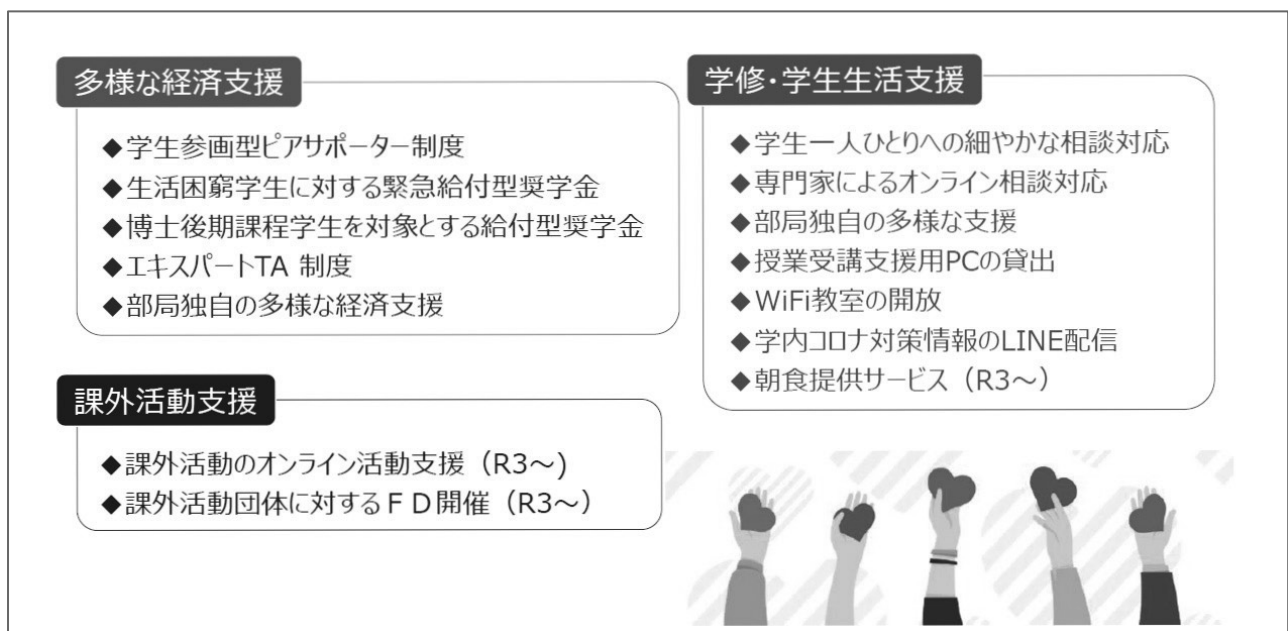 多様な経済支援
◆学生参画型ピアサポーター制度
◆生活困窮学生に対する緊急給付型奨学金
◆博士後期課程学生を対象とする給付型奨学金
◆エキスパートTA 制度
◆部局独自の多様な経済支援
課外活動支援
◆課外活動のオンライン活動支援（R3～）
◆課外活動団体に対するＦＤ開催（R3～）
学修・学生生活支援
◆学生一人ひとりへの細やかな相談対応
◆専門家によるオンライン相談対応
◆部局独自の多様な支援
◆授業受講支援用PCの貸出
◆WiFi教室の開放
◆学内コロナ対策情報のLINE配信
◆朝食提供サービス（R3～）